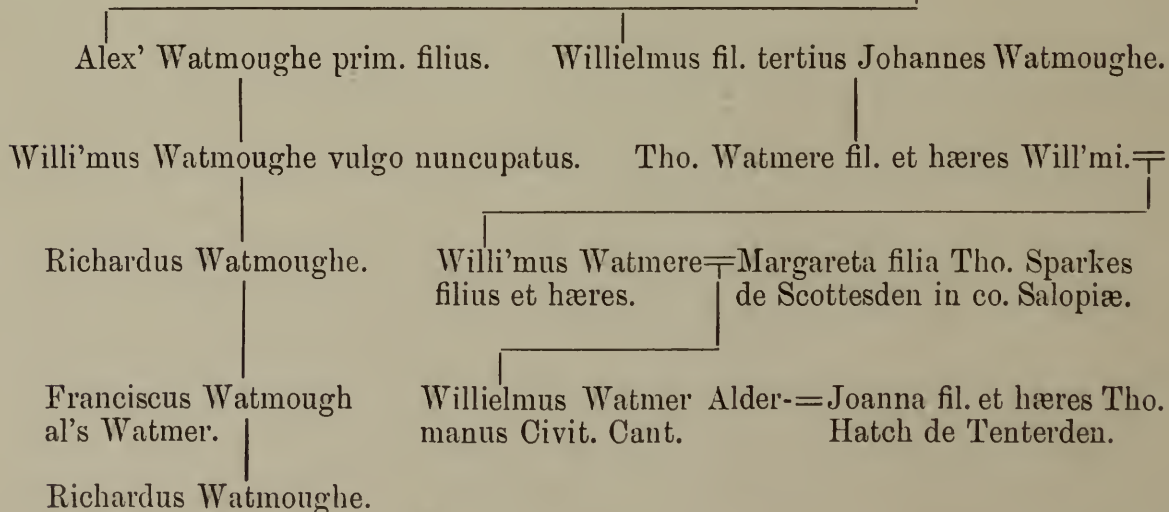 Alex’ Watmoughe prim. filius. Willielmus fil. tertius Johannes Watmoughe.
Willi’mus Watmoughe vulgo nuncupatus. Tho. Watmere fil. et hæres Will’mi.
Richardus Watmoughe. Willi’mus Watmere Margareta filia Tho. Sparkes
filius et hæres. de Scottesden in co. Salopiæ.
Franciscus Watmough Willielmus Watmer Alder-=Joanna fil. et hæres Tho.
al’s Watmer. manus Civit. Cant. Hatch de Tenterden.
Richardus Watmoughe.